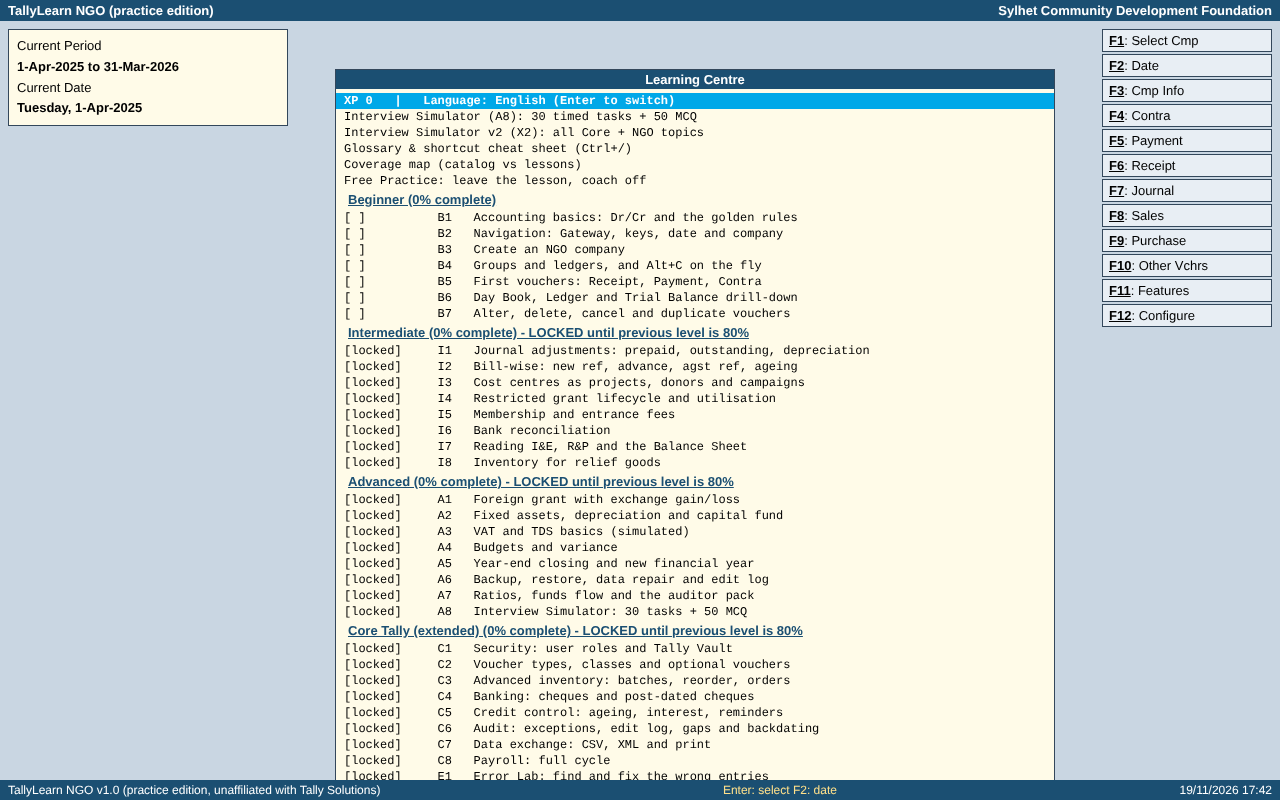 TallyLearn NGO (practice edition)
Sylhet Community Development Foundation
Current Period
1-Apr-2025 to 31-Mar-2026
Current Date
Tuesday, 1-Apr-2025
Learning Centre
XP 0 | Language: English (Enter to switch)
Interview Simulator (A8): 30 timed tasks + 50 MCQ
Interview Simulator v2 (X2): all Core + NGO topics
Glossary & shortcut cheat sheet (Ctrl+/)
Coverage map (catalog vs lessons)
Free Practice: leave the lesson, coach off
Beginner (0% complete)
[ ] B1 Accounting basics: Dr/Cr and the golden rules
[ ] B2 Navigation: Gateway, keys, date and company
[ ] B3 Create an NGO company
[ ] B4 Groups and ledgers, and Alt+C on the fly
[ ] B5 First vouchers: Receipt, Payment, Contra
[ ] B6 Day Book, Ledger and Trial Balance drill-down
[ ] B7 Alter, delete, cancel and duplicate vouchers
Intermediate (0% complete) - LOCKED until previous level is 80%
[locked] I1 Journal adjustments: prepaid, outstanding, depreciation
[locked] I2 Bill-wise: new ref, advance, agst ref, ageing
[locked] I3 Cost centres as projects, donors and campaigns
[locked] I4 Restricted grant lifecycle and utilisation
[locked] I5 Membership and entrance fees
[locked] I6 Bank reconciliation
[locked] I7 Reading I&E, R&P and the Balance Sheet
[locked] I8 Inventory for relief goods
Advanced (0% complete) - LOCKED until previous level is 80%
[locked] A1 Foreign grant with exchange gain/loss
[locked] A2 Fixed assets, depreciation and capital fund
[locked] A3 VAT and TDS basics (simulated)
[locked] A4 Budgets and variance
[locked] A5 Year-end closing and new financial year
[locked] A6 Backup, restore, data repair and edit log
[locked] A7 Ratios, funds flow and the auditor pack
[locked] A8 Interview Simulator: 30 tasks + 50 MCQ
Core Tally (extended) (0% complete) - LOCKED until previous level is 80%
[locked] C1 Security: user roles and Tally Vault
[locked] C2 Voucher types, classes and optional vouchers
[locked] C3 Advanced inventory: batches, reorder, orders
[locked] C4 Banking: cheques and post-dated cheques
[locked] C5 Credit control: ageing, interest, reminders
[locked] C6 Audit: exceptions, edit log, gaps and backdating
[locked] C7 Data exchange: CSV, XML and print
[locked] C8 Payroll: full cycle
[locked] E1 Error Lab: find and fix the wrong entries
F1: Select Cmp
F2: Date
F3: Cmp Info
F4: Contra
F5: Payment
F6: Receipt
F7: Journal
F8: Sales
F9: Purchase
F10: Other Vchrs
F11: Features
F12: Configure
TallyLearn NGO v1.0 (practice edition, unaffiliated with Tally Solutions)
Enter: select F2: date
19/11/2026 17:42